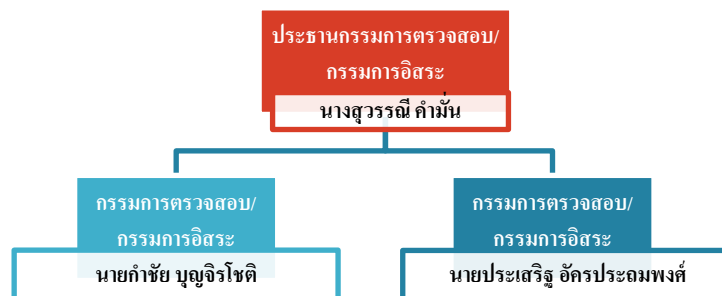 ประธานกรรมการตรวจสอบ/
กรรมการอิสระ
นางสุวรรณี คำมั่น
กรรมการตรวจสอบ/
กรรมการอิสระ
นายกำชัย บุญจิรโชติ
กรรมการตรวจสอบ/
กรรมการอิสระ
นายประเสริฐ อัครประถมพงศ์